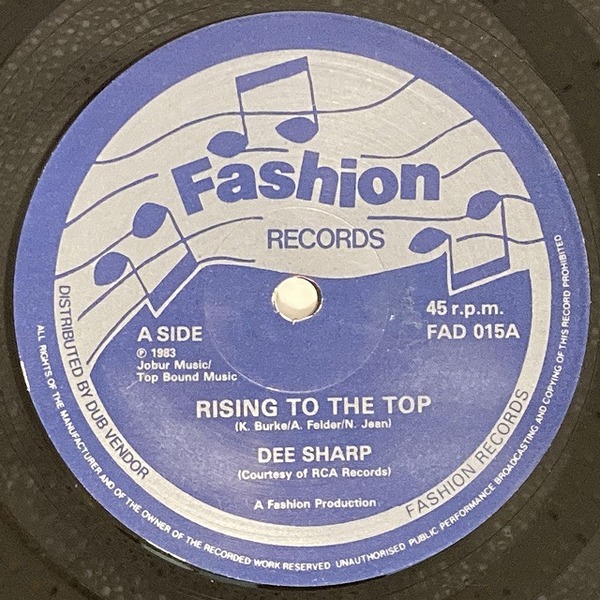 Fashion
RECORDS
45 r.p.m.
FAD 015A
A SIDE
℗ 1983
Jobur Music/
Top Bound Music
RISING TO THE TOP
(K. Burke/A. Felder/N. Jean)
DEE SHARP
(Courtesy of RCA Records)
A Fashion Production
DISTRIBUTED BY DUB VENDOR
FASHION RECORDS
ALL RIGHTS OF THE MANUFACTURER AND OF THE OWNER OF THE RECORDED WORK RESERVED UNAUTHORISED PUBLIC PERFORMANCE BROADCASTING AND COPYING OF THIS RECORD PROHIBITED